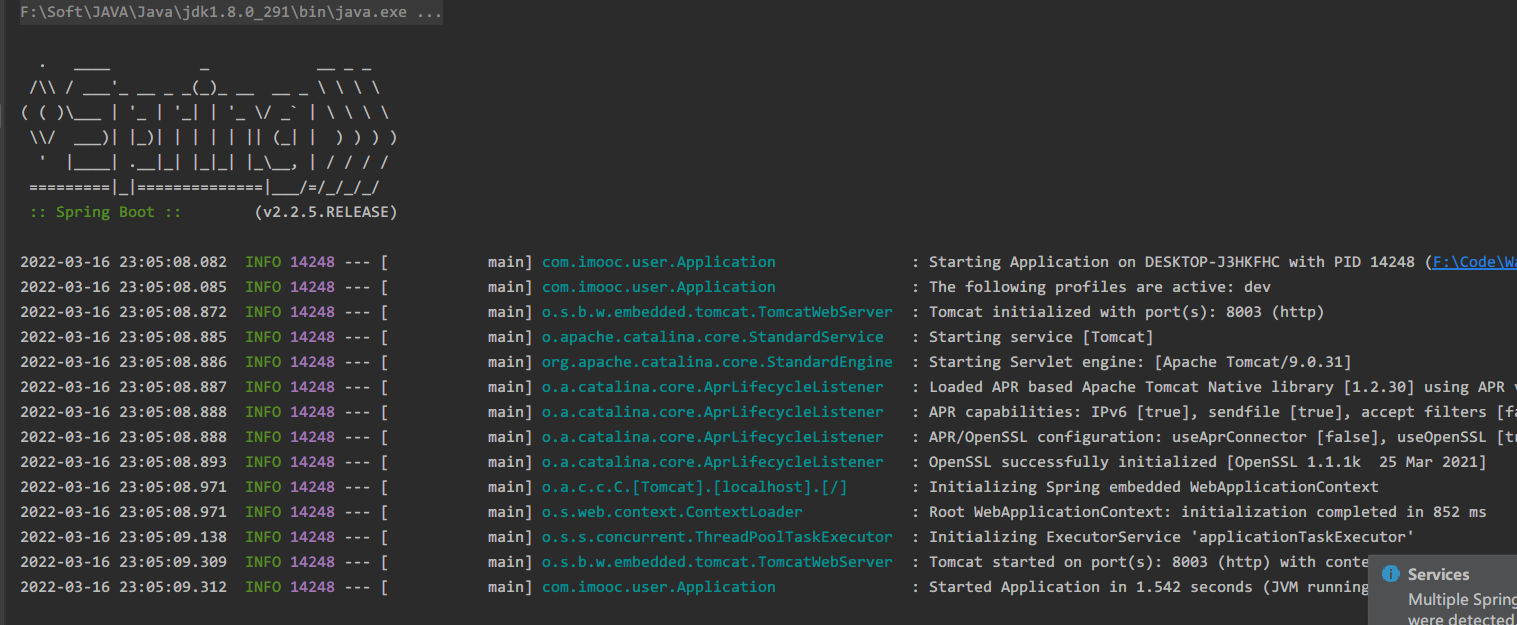 F:\Soft\JAVA\Java\jdk1.8.0_291\bin\java.exe ...
  .   ____          _            __ _ _
 /\\ / ___'_ __ _ _(_)_ __  __ _ \ \ \ \
( ( )\___ | '_ | '_| | '_ \/ _` | \ \ \ \
 \\/  ___)| |_)| | | | | || (_| |  ) ) ) )
  '  |____| .__|_| |_|_| |_\__, | / / / /
 =========|_|==============|___/=/_/_/_/
 :: Spring Boot ::        (v2.2.5.RELEASE)
2022-03-16 23:05:08.082  INFO 14248 --- [           main] com.imooc.user.Application               : Starting Application on DESKTOP-J3HKFHC with PID 14248 (F:\Code\Wa
2022-03-16 23:05:08.085  INFO 14248 --- [           main] com.imooc.user.Application               : The following profiles are active: dev
2022-03-16 23:05:08.872  INFO 14248 --- [           main] o.s.b.w.embedded.tomcat.TomcatWebServer  : Tomcat initialized with port(s): 8003 (http)
2022-03-16 23:05:08.885  INFO 14248 --- [           main] o.apache.catalina.core.StandardService   : Starting service [Tomcat]
2022-03-16 23:05:08.886  INFO 14248 --- [           main] org.apache.catalina.core.StandardEngine  : Starting Servlet engine: [Apache Tomcat/9.0.31]
2022-03-16 23:05:08.887  INFO 14248 --- [           main] o.a.catalina.core.AprLifecycleListener   : Loaded APR based Apache Tomcat Native library [1.2.30] using APR
2022-03-16 23:05:08.888  INFO 14248 --- [           main] o.a.catalina.core.AprLifecycleListener   : APR capabilities: IPv6 [true], sendfile [true], accept filters [fa
2022-03-16 23:05:08.888  INFO 14248 --- [           main] o.a.catalina.core.AprLifecycleListener   : APR/OpenSSL configuration: useAprConnector [false], useOpenSSL [t
2022-03-16 23:05:08.893  INFO 14248 --- [           main] o.a.catalina.core.AprLifecycleListener   : OpenSSL successfully initialized [OpenSSL 1.1.1k  25 Mar 2021]
2022-03-16 23:05:08.971  INFO 14248 --- [           main] o.a.c.c.C.[Tomcat].[localhost].[/]       : Initializing Spring embedded WebApplicationContext
2022-03-16 23:05:08.971  INFO 14248 --- [           main] o.s.web.context.ContextLoader            : Root WebApplicationContext: initialization completed in 852 ms
2022-03-16 23:05:09.138  INFO 14248 --- [           main] o.s.s.concurrent.ThreadPoolTaskExecutor  : Initializing ExecutorService 'applicationTaskExecutor'
2022-03-16 23:05:09.309  INFO 14248 --- [           main] o.s.b.w.embedded.tomcat.TomcatWebServer  : Tomcat started on port(s): 8003 (http) with conte
2022-03-16 23:05:09.312  INFO 14248 --- [           main] com.imooc.user.Application               : Started Application in 1.542 seconds (JVM running
Services
Multiple Spring
were detected